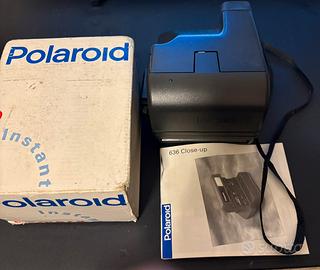 Polaroid
instant
Polaroid
insta
636 Close-up
Polaroid